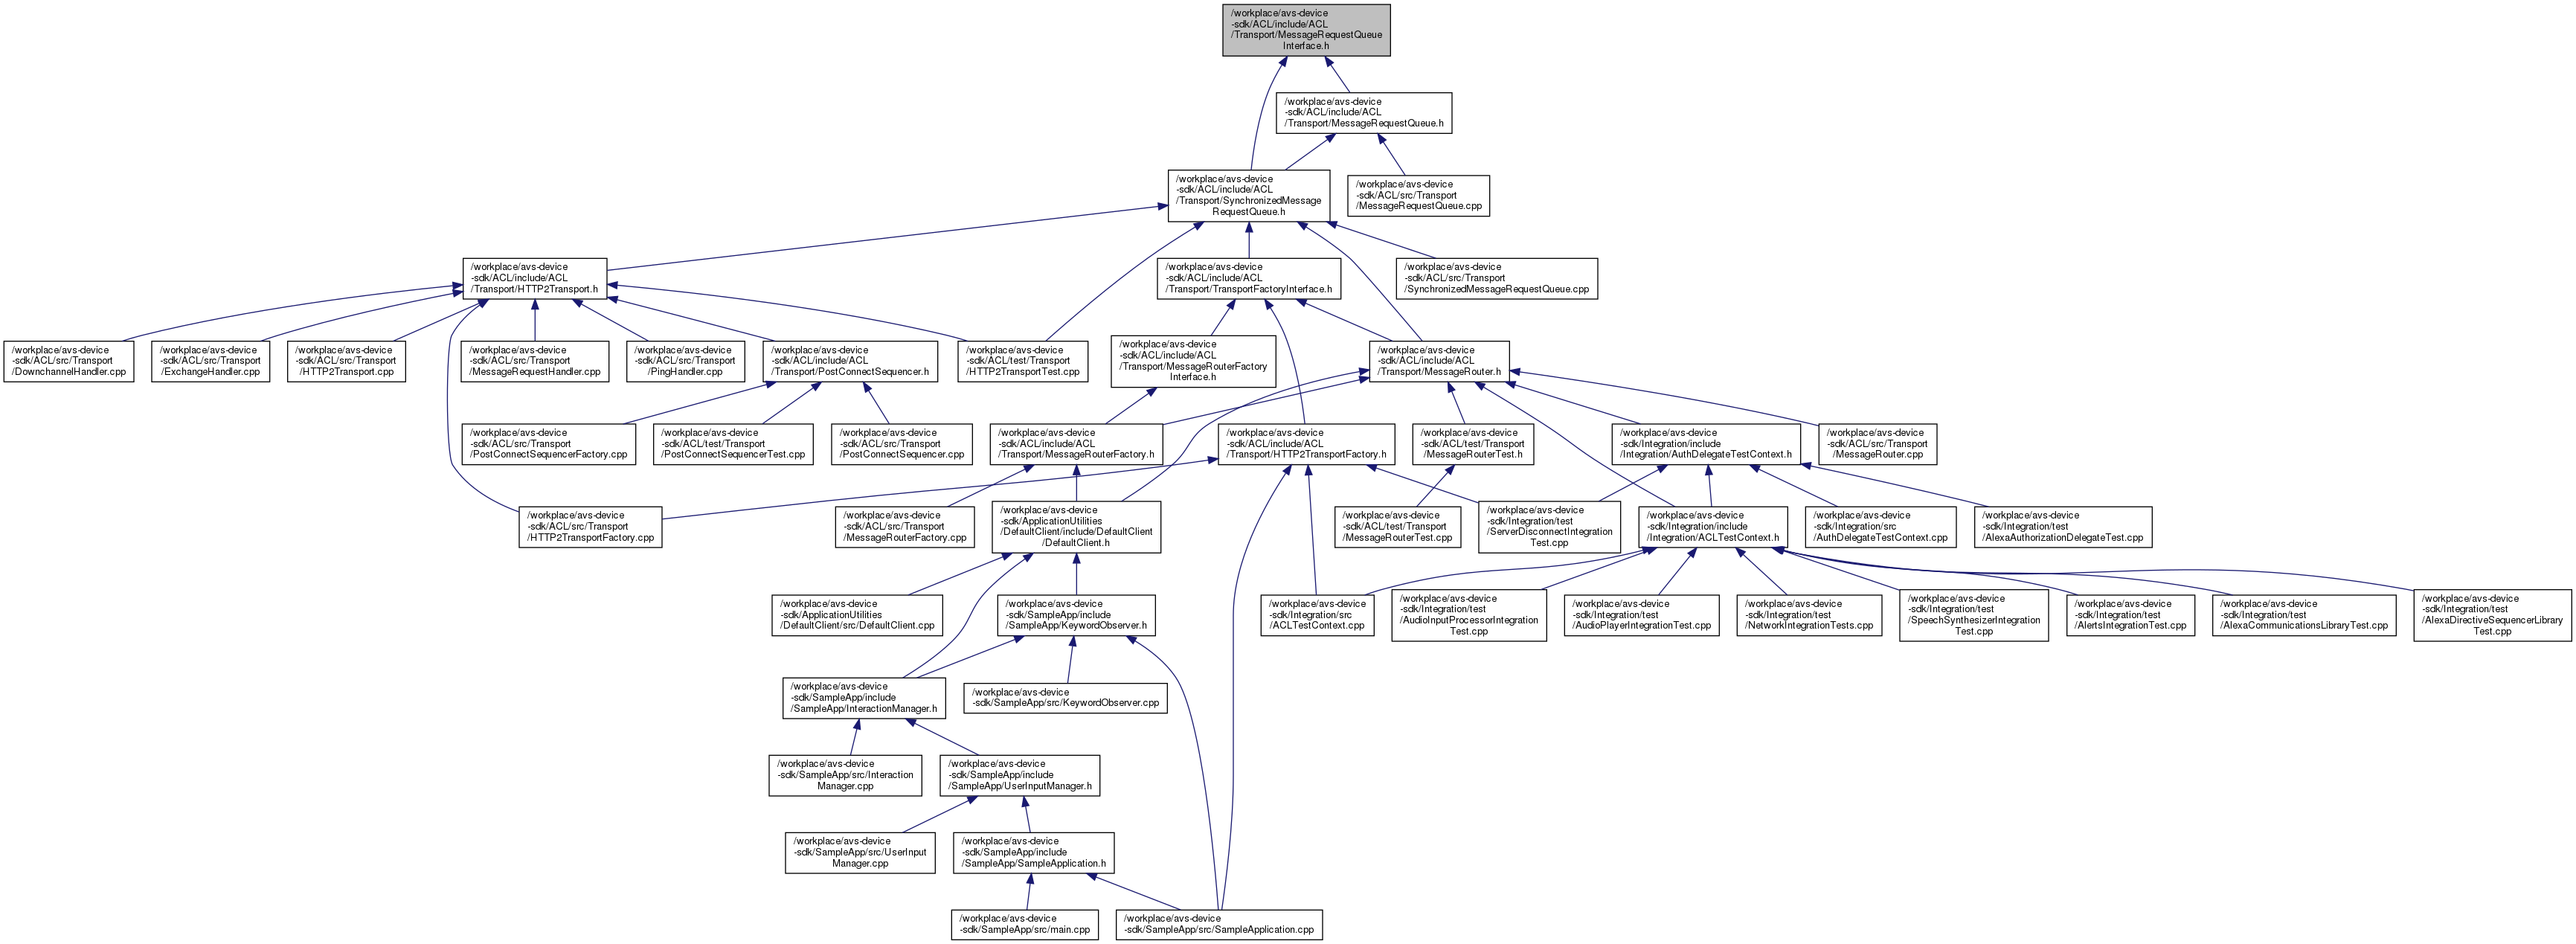 /workplace/avs-device
-sdk/ACL/include/ACL
/Transport/MessageRequestQueue
Interface.h
/workplace/avs-device
-sdk/ACL/include/ACL
/Transport/MessageRequestQueue.h
/workplace/avs-device
-sdk/ACL/include/ACL
/Transport/SynchronizedMessage
RequestQueue.h
/workplace/avs-device
-sdk/ACL/src/Transport
/MessageRequestQueue.cpp
/workplace/avs-device
-sdk/ACL/include/ACL
/Transport/HTTP2Transport.h
/workplace/avs-device
-sdk/ACL/include/ACL
/Transport/TransportFactoryInterface.h
/workplace/avs-device
-sdk/ACL/src/Transport
/SynchronizedMessageRequestQueue.cpp
/workplace/avs-device
-sdk/ACL/src/Transport
/DownchannelHandler.cpp
/workplace/avs-device
-sdk/ACL/src/Transport
/ExchangeHandler.cpp
/workplace/avs-device
-sdk/ACL/src/Transport
/HTTP2Transport.cpp
/workplace/avs-device
-sdk/ACL/src/Transport
/MessageRequestHandler.cpp
/workplace/avs-device
-sdk/ACL/src/Transport
/PingHandler.cpp
/workplace/avs-device
-sdk/ACL/include/ACL
/Transport/PostConnectSequencer.h
/workplace/avs-device
-sdk/ACL/test/Transport
/HTTP2TransportTest.cpp
/workplace/avs-device
-sdk/ACL/include/ACL
/Transport/MessageRouterFactory
Interface.h
/workplace/avs-device
-sdk/ACL/include/ACL
/Transport/MessageRouter.h
/workplace/avs-device
-sdk/ACL/src/Transport
/PostConnectSequencerFactory.cpp
/workplace/avs-device
-sdk/ACL/test/Transport
/PostConnectSequencerTest.cpp
/workplace/avs-device
-sdk/ACL/src/Transport
/PostConnectSequencer.cpp
/workplace/avs-device
-sdk/ACL/include/ACL
/Transport/MessageRouterFactory.h
/workplace/avs-device
-sdk/ACL/include/ACL
/Transport/HTTP2TransportFactory.h
/workplace/avs-device
-sdk/ACL/test/Transport
/MessageRouterTest.h
/workplace/avs-device
-sdk/Integration/include
/Integration/AuthDelegateTestContext.h
/workplace/avs-device
-sdk/ACL/src/Transport
/MessageRouter.cpp
/workplace/avs-device
-sdk/ACL/src/Transport
/HTTP2TransportFactory.cpp
/workplace/avs-device
-sdk/ACL/src/Transport
/MessageRouterFactory.cpp
/workplace/avs-device
-sdk/ApplicationUtilities
/DefaultClient/include/DefaultClient
/DefaultClient.h
/workplace/avs-device
-sdk/ACL/test/Transport
/MessageRouterTest.cpp
/workplace/avs-device
-sdk/Integration/test
/ServerDisconnectIntegration
Test.cpp
/workplace/avs-device
-sdk/Integration/include
/Integration/ACLTestContext.h
/workplace/avs-device
-sdk/Integration/src
/AuthDelegateTestContext.cpp
/workplace/avs-device
-sdk/Integration/test
/AlexaAuthorizationDelegateTest.cpp
/workplace/avs-device
-sdk/ApplicationUtilities
/DefaultClient/src/DefaultClient.cpp
/workplace/avs-device
-sdk/SampleApp/include
/SampleApp/KeywordObserver.h
/workplace/avs-device
-sdk/Integration/src
/ACLTestContext.cpp
/workplace/avs-device
-sdk/Integration/test
/AudioInputProcessorIntegration
Test.cpp
/workplace/avs-device
-sdk/Integration/test
/AudioPlayerIntegrationTest.cpp
/workplace/avs-device
-sdk/Integration/test
/NetworkIntegrationTests.cpp
/workplace/avs-device
-sdk/Integration/test
/SpeechSynthesizerIntegration
Test.cpp
/workplace/avs-device
-sdk/Integration/test
/AlertsIntegrationTest.cpp
/workplace/avs-device
-sdk/Integration/test
/AlexaCommunicationsLibraryTest.cpp
/workplace/avs-device
-sdk/Integration/test
/AlexaDirectiveSequencerLibrary
Test.cpp
/workplace/avs-device
-sdk/SampleApp/include
/SampleApp/InteractionManager.h
/workplace/avs-device
-sdk/SampleApp/src/KeywordObserver.cpp
/workplace/avs-device
-sdk/SampleApp/src/Interaction
Manager.cpp
/workplace/avs-device
-sdk/SampleApp/include
/SampleApp/UserInputManager.h
/workplace/avs-device
-sdk/SampleApp/src/UserInput
Manager.cpp
/workplace/avs-device
-sdk/SampleApp/include
/SampleApp/SampleApplication.h
/workplace/avs-device
-sdk/SampleApp/src/main.cpp
/workplace/avs-device
-sdk/SampleApp/src/SampleApplication.cpp